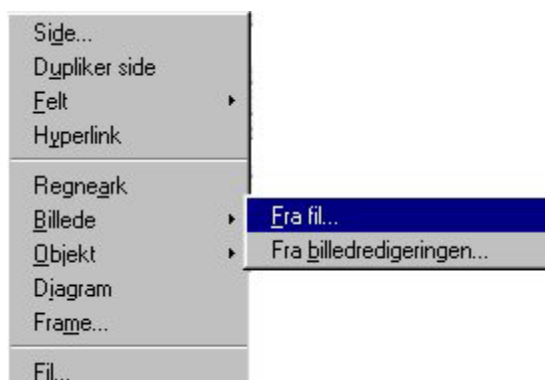 Side...
Dupliker side
Felt
Hyperlink
Regneark
Billede
Objekt
Diagram
Frame...
Fil...
Fra fil...
Fra billedredigeringen...